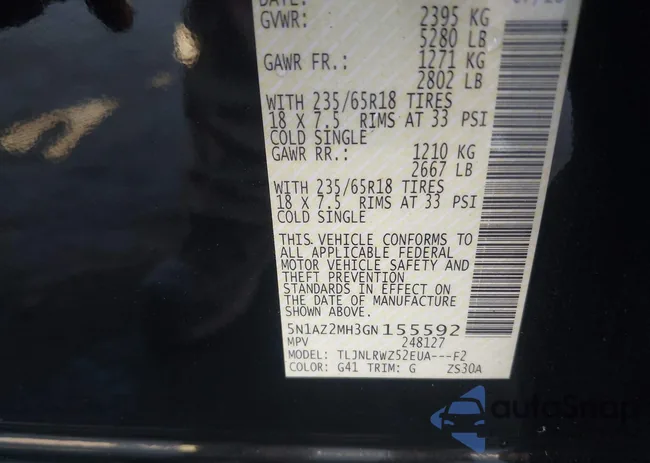 DATE:
GVWR: 2395 KG
5280 LB
GAWR FR.: 1271 KG
2802 LB
WITH 235/65R18 TIRES
18 X 7.5 RIMS AT 33 PSI
COLD SINGLE
GAWR RR.: 1210 KG
2667 LB
WITH 235/65R18 TIRES
18 X 7.5 RIMS AT 33 PSI
COLD SINGLE
THIS VEHICLE CONFORMS TO
ALL APPLICABLE FEDERAL
MOTOR VEHICLE SAFETY AND
THEFT PREVENTION
STANDARDS IN EFFECT ON
THE DATE OF MANUFACTURE
SHOWN ABOVE.
5N1AZ2MH3GN155592
MPV 248127
MODEL: TLJNLRWZ52EUA---F2
COLOR: G41 TRIM: G ZS30A
autoSnap